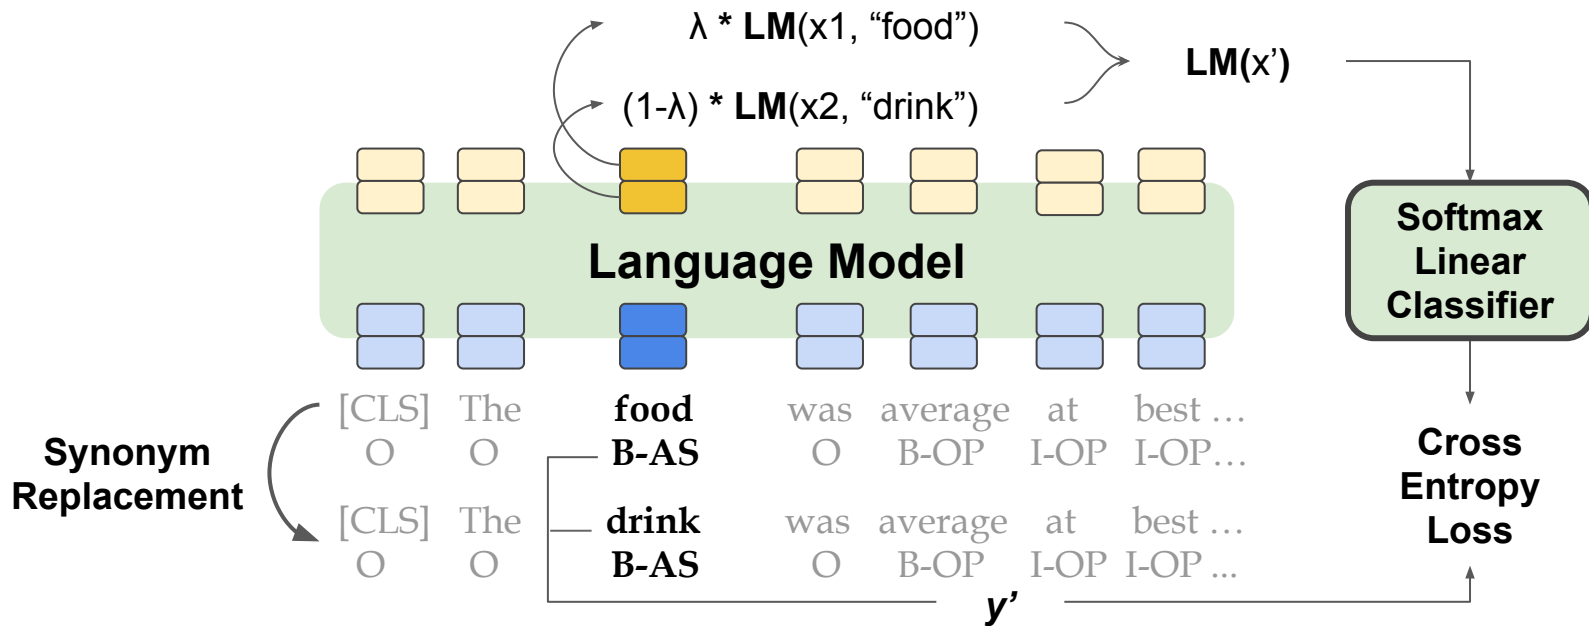 λ * LM(x1, “food”)
(1-λ) * LM(x2, “drink”)
LM(x’)
Language Model
Softmax
Linear
Classifier
[CLS] The food was average at best …
O O B-AS O B-OP I-OP I-OP…
Synonym
Replacement
[CLS] The drink was average at best …
O O B-AS O B-OP I-OP I-OP ...
Cross
Entropy
Loss
y’